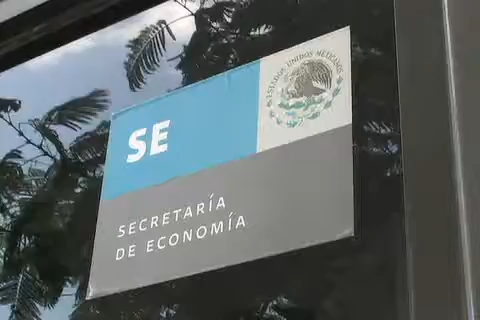 SE
ESTADOS UNIDOS MEXICANOS
SECRETARÍA
DE ECONOMÍA